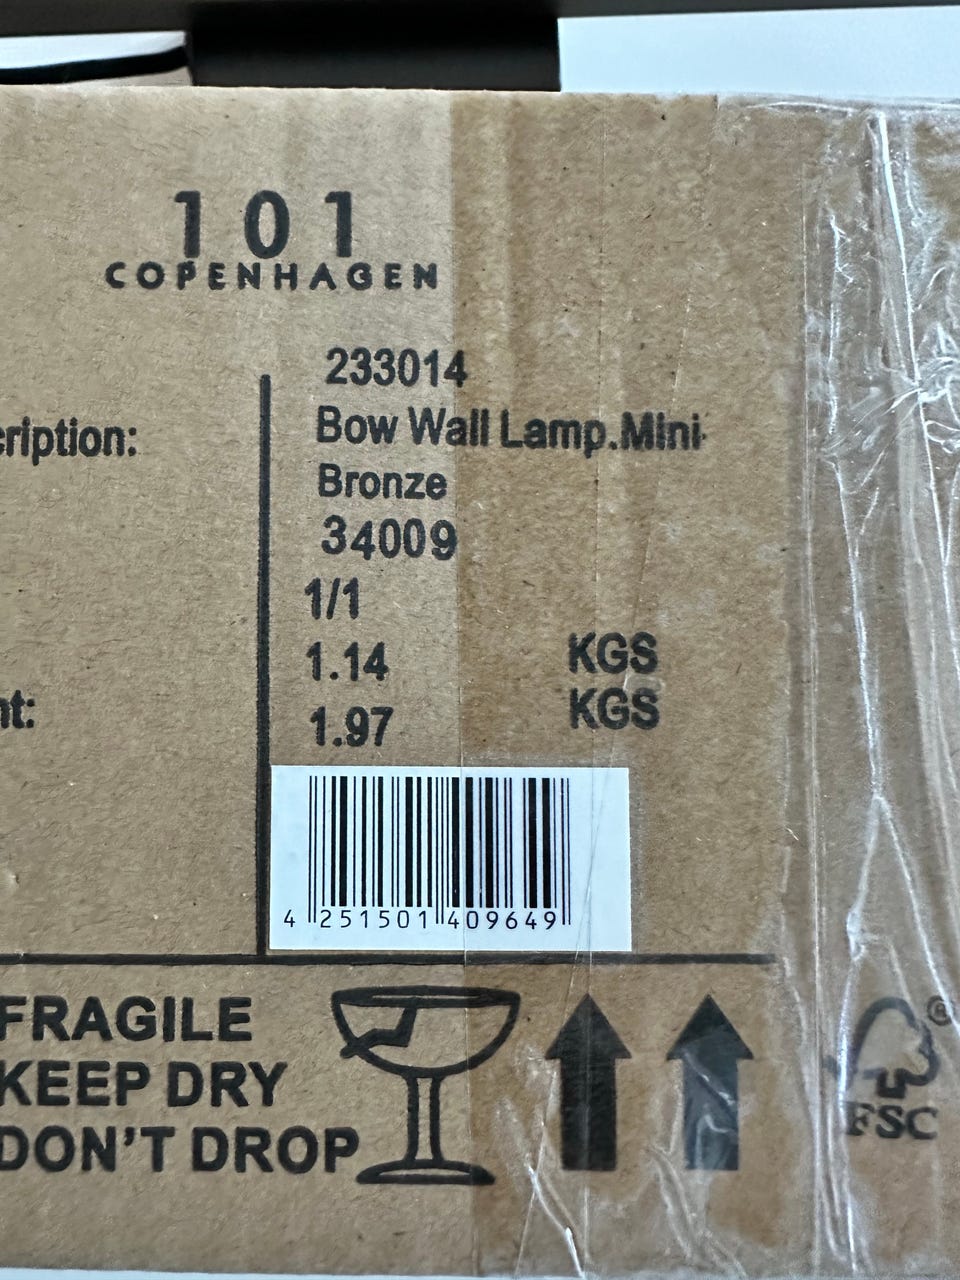 101
COPENHAGEN
233014
cription: Bow Wall Lamp.Mini
Bronze
34009
1/1
1.14 KGS
nt: 1.97 KGS
4 251501 409649
FRAGILE
KEEP DRY
DON'T DROP
®
FSC